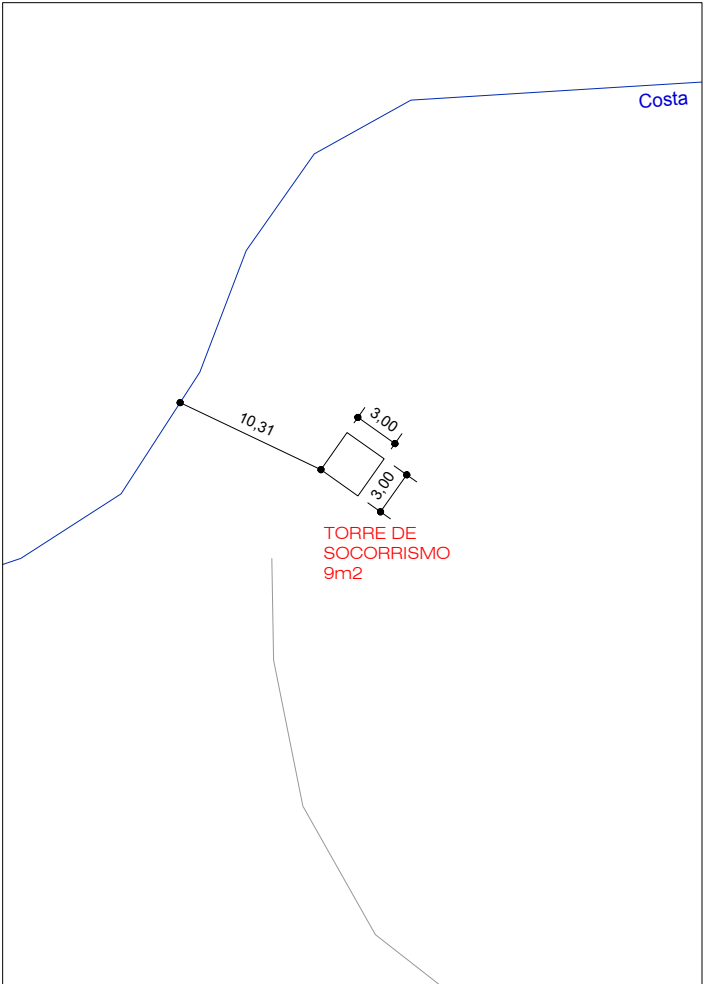 Costa
10,31
3,00
3,00
TORRE DE
SOCORRISMO
9m2